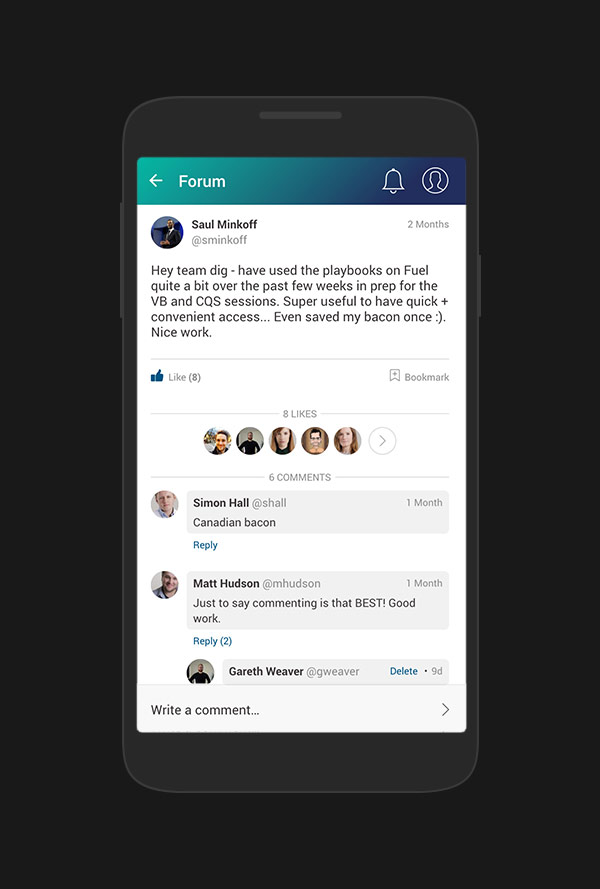 Forum
Saul Minkoff 2 Months
@sminkoff
Hey team dig - have used the playbooks on Fuel
quite a bit over the past few weeks in prep for the
VB and CQS sessions. Super useful to have quick +
convenient access... Even saved my bacon once :).
Nice work.
Like (8) Bookmark
8 LIKES
6 COMMENTS
Simon Hall @shall 1 Month
Canadian bacon
Reply
Matt Hudson @mhudson 1 Month
Just to say commenting is that BEST! Good
work.
Reply (2)
Gareth Weaver @gweaver Delete • 9d
Write a comment...